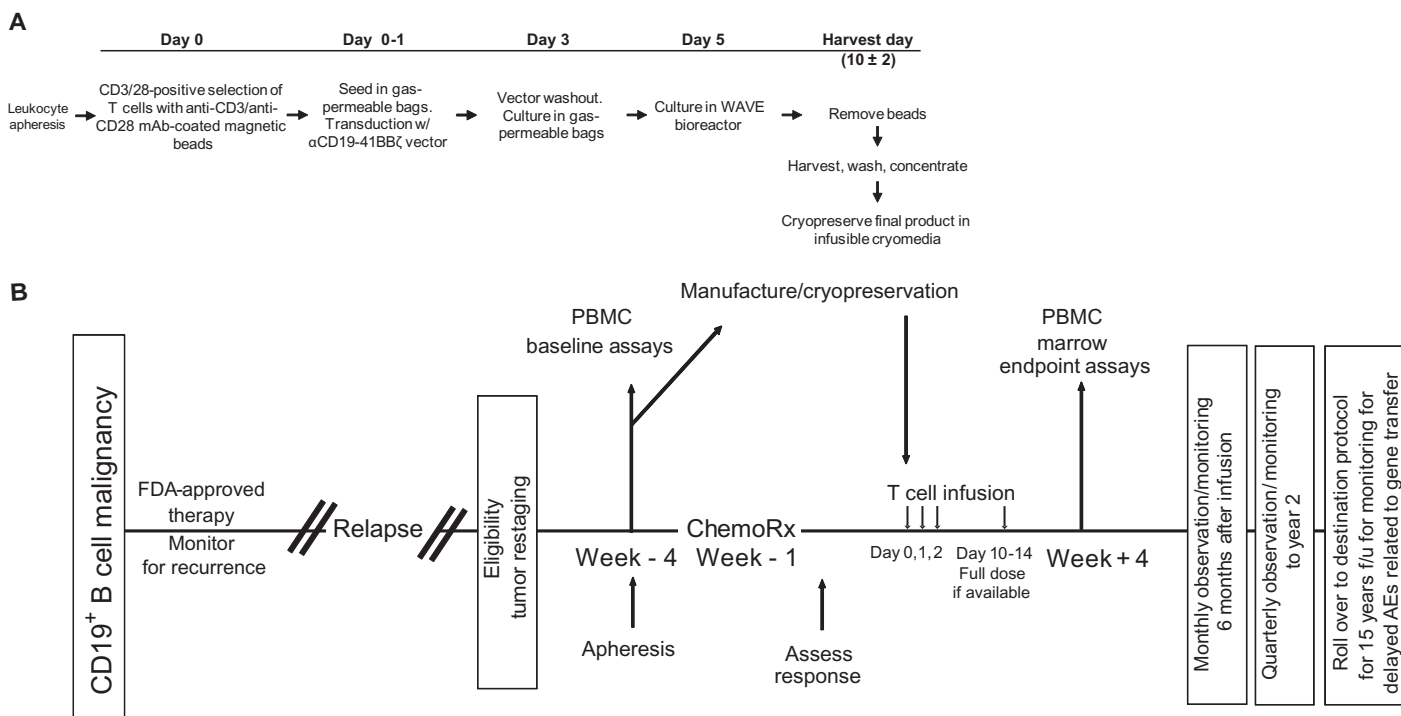 A
Day 0
Day 0-1
Day 3
Day 5
Harvest day
(10 ± 2)
Leukocyte
apheresis
CD3/28-positive selection of
T cells with anti-CD3/anti-
CD28 mAb-coated magnetic
beads
Seed in gas-
permeable bags.
Transduction w/
αCD19-41BBζ vector
Vector washout.
Culture in gas-
permeable bags
Culture in WAVE
bioreactor
Remove beads
Harvest, wash, concentrate
Cryopreserve final product in
infusible cryomedia
B
CD19+ B cell malignancy
FDA-approved
therapy
Monitor
for recurrence
Relapse
Eligibility
tumor restaging
PBMC
baseline assays
Manufacture/cryopreservation
Week - 4
Apheresis
ChemoRx
Week - 1
Assess
response
T cell infusion
Day 0, 1, 2
Day 10-14
Full dose
if available
PBMC
marrow
endpoint assays
Week + 4
Monthly observation/monitoring
6 months after infusion
Quarterly observation/monitoring
to year 2
Roll over to destination protocol
for 15 years f/u for monitoring for
delayed AEs related to gene transfer